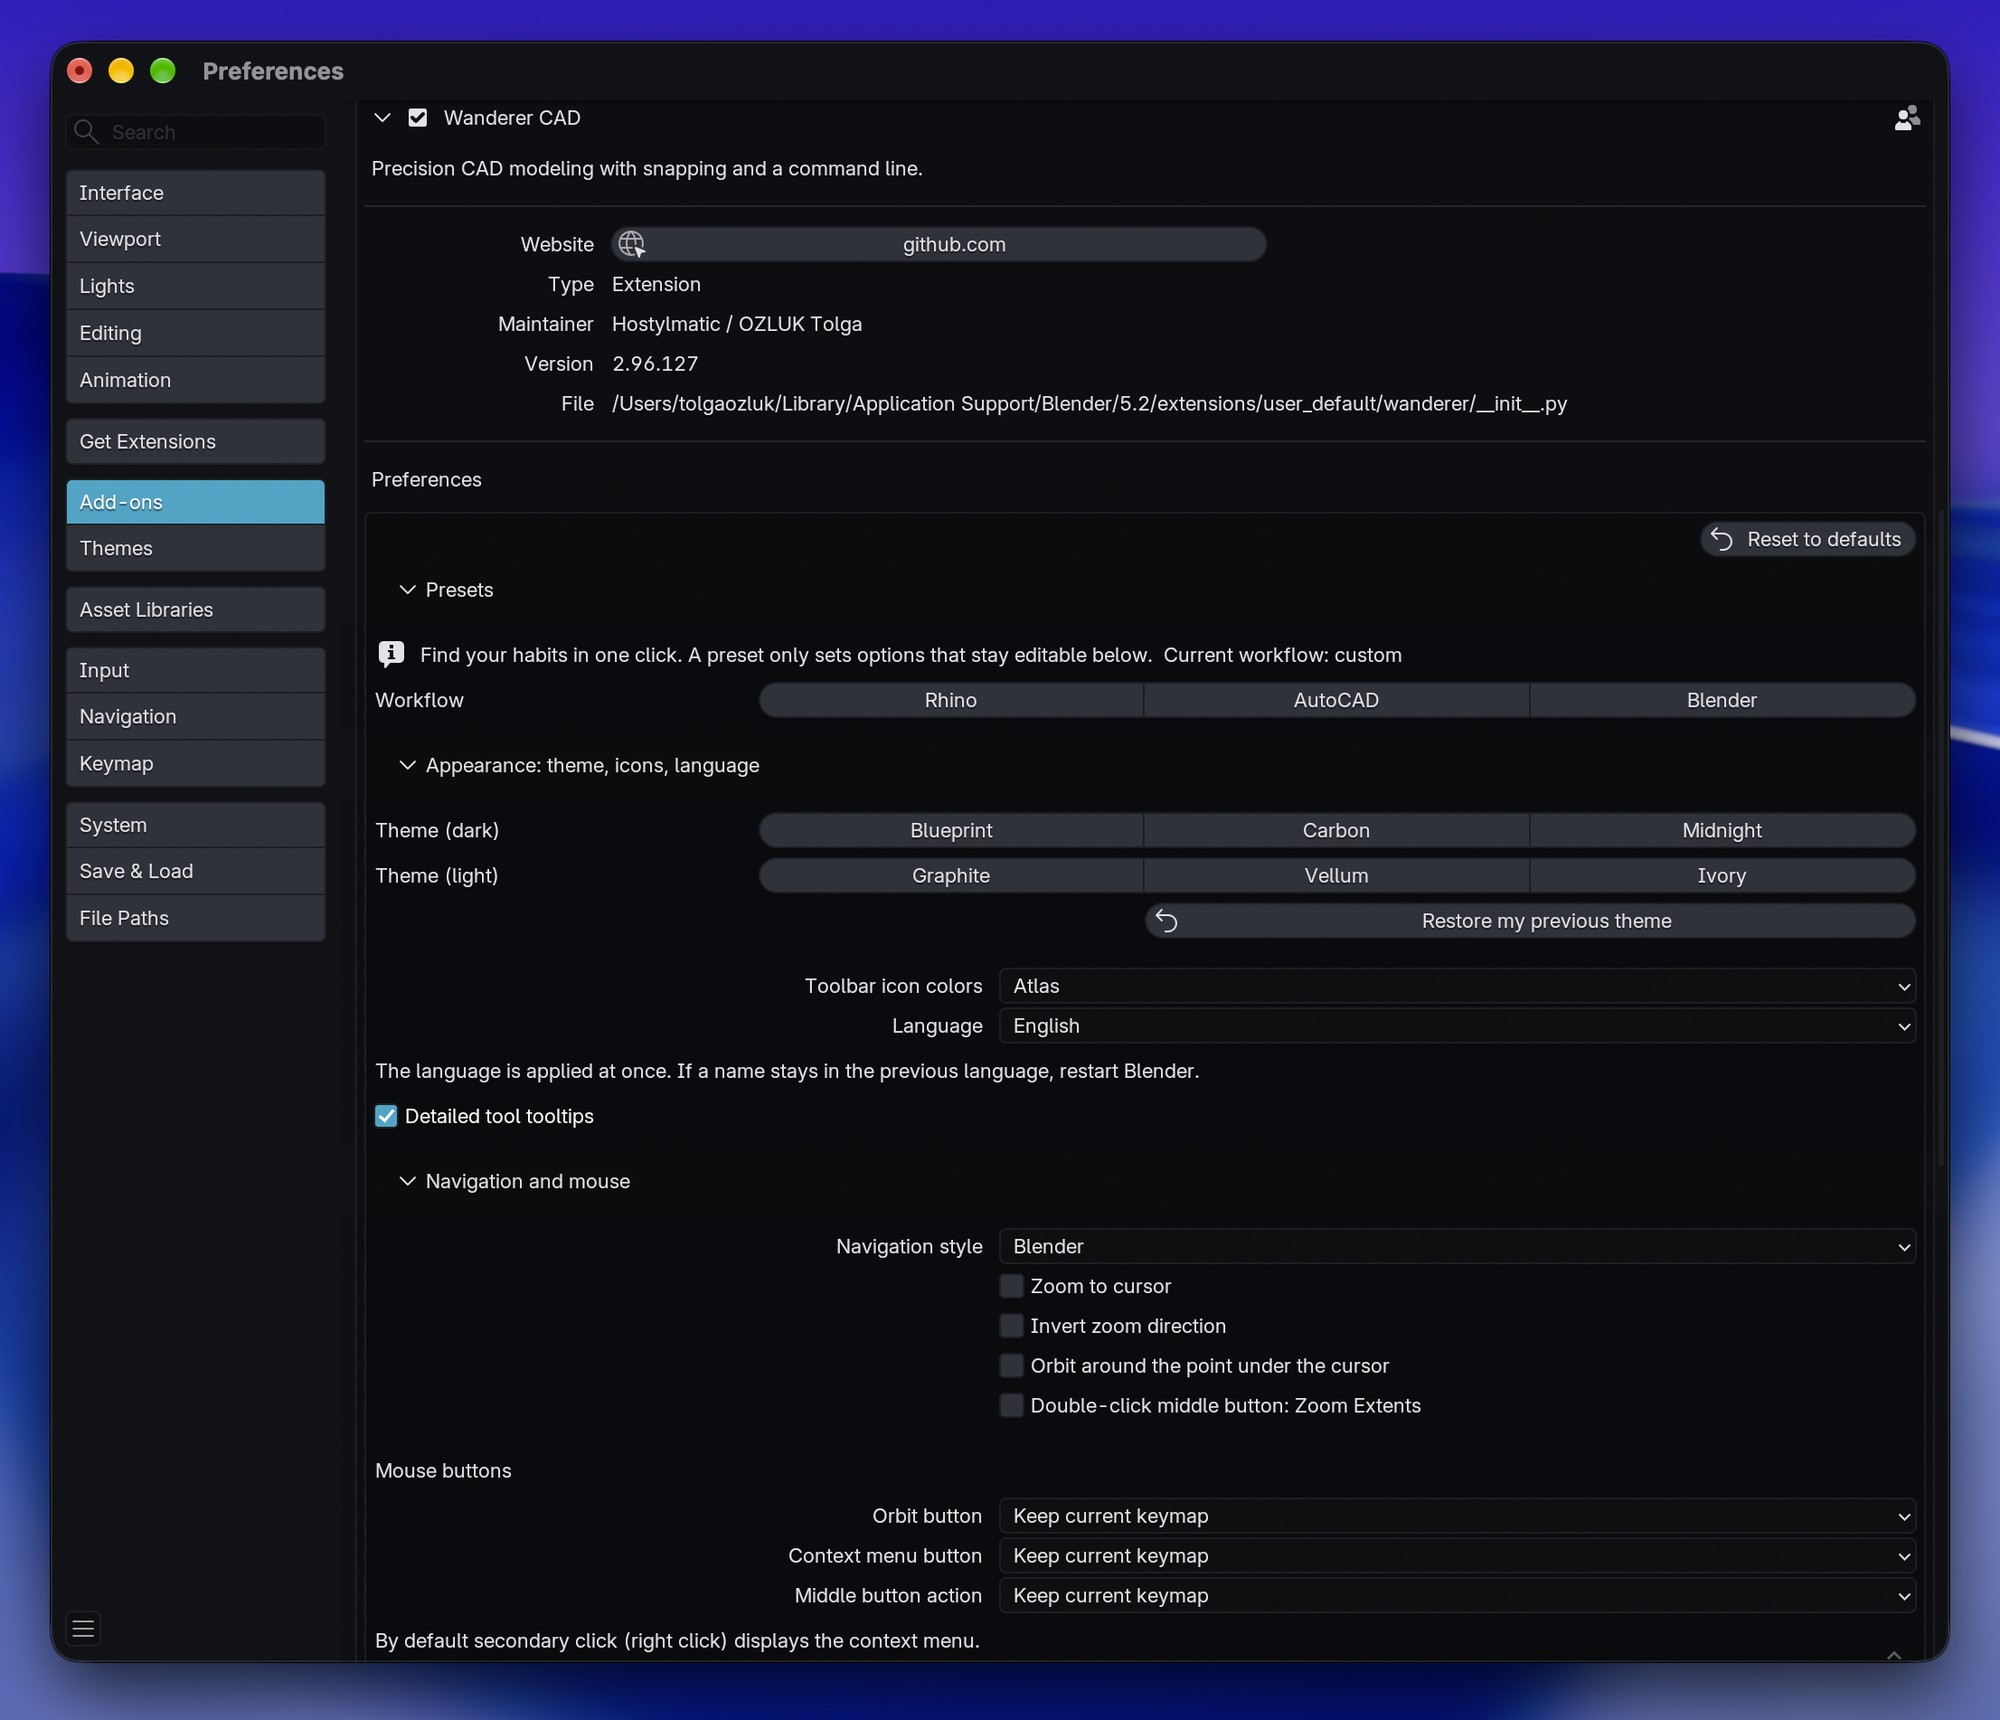 Preferences
Search
Interface
Viewport
Lights
Editing
Animation
Get Extensions
Add-ons
Themes
Asset Libraries
Input
Navigation
Keymap
System
Save & Load
File Paths
Wanderer CAD
Precision CAD modeling with snapping and a command line.
Website github.com
Type Extension
Maintainer Hostylmatic / OZLUK Tolga
Version 2.96.127
File /Users/tolgaozluk/Library/Application Support/Blender/5.2/extensions/user_default/wanderer/__init__.py
Preferences
Reset to defaults
Presets
Find your habits in one click. A preset only sets options that stay editable below. Current workflow: custom
Workflow Rhino AutoCAD Blender
Appearance: theme, icons, language
Theme (dark) Blueprint Carbon Midnight
Theme (light) Graphite Vellum Ivory
Restore my previous theme
Toolbar icon colors Atlas
Language English
The language is applied at once. If a name stays in the previous language, restart Blender.
Detailed tool tooltips
Navigation and mouse
Navigation style Blender
Zoom to cursor
Invert zoom direction
Orbit around the point under the cursor
Double-click middle button: Zoom Extents
Mouse buttons
Orbit button Keep current keymap
Context menu button Keep current keymap
Middle button action Keep current keymap
By default secondary click (right click) displays the context menu.